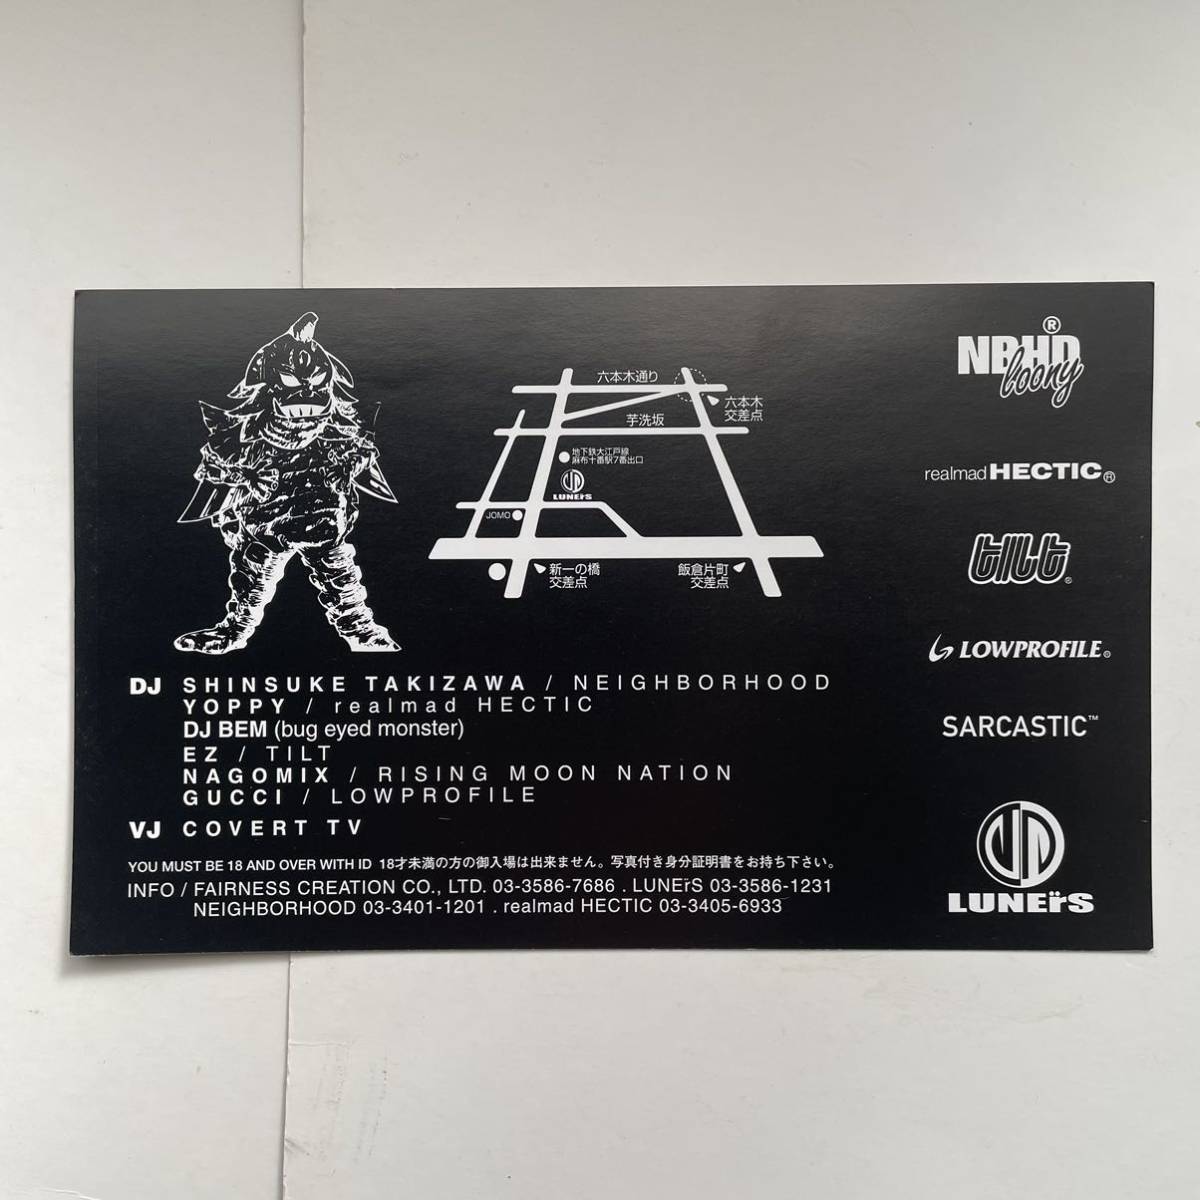 六本木通り
六本木
交差点
芋洗坂
地下鉄大江戸線
麻布十番駅7番出口
LUNErS
JOMO
新一の橋
交差点
飯倉片町
交差点
NBHD®
loony
realmad HECTIC®
tilt®
LOWPROFILE®
SARCASTIC™
LUNErS
DJ SHINSUKE TAKIZAWA / NEIGHBORHOOD
YOPPY / realmad HECTIC
DJ BEM (bug eyed monster)
EZ / TILT
NAGOMIX / RISING MOON NATION
GUCCI / LOWPROFILE
VJ COVERT TV
YOU MUST BE 18 AND OVER WITH ID 18才未満の方の御入場は出来ません。写真付き身分証明書をお持ち下さい。
INFO / FAIRNESS CREATION CO., LTD. 03-3586-7686 . LUNErS 03-3586-1231
NEIGHBORHOOD 03-3401-1201 . realmad HECTIC 03-3405-6933